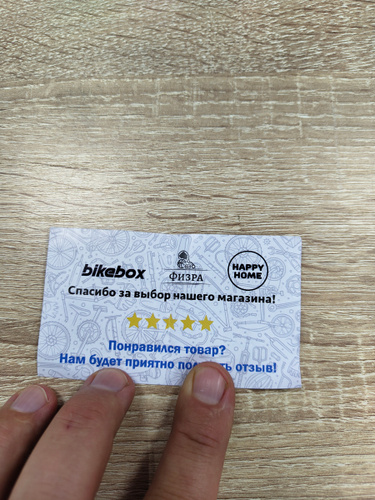 bikebox ФИЗРА HAPPY HOME
Спасибо за выбор нашего магазина!
Понравился товар?
Нам будет приятно отзыв!